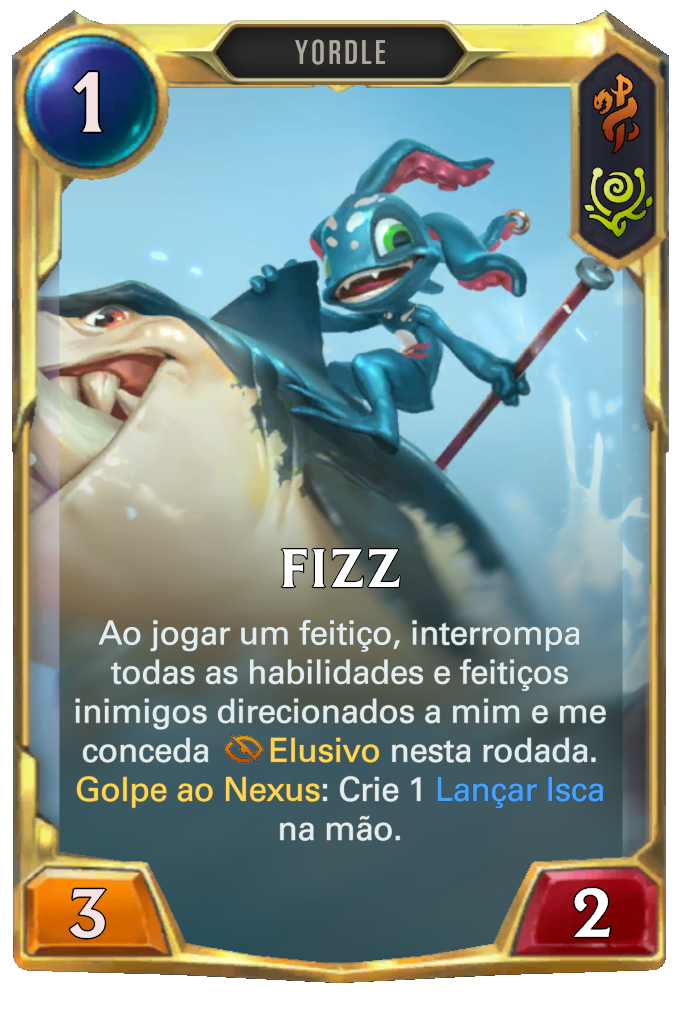 YORDLE
1
FIZZ
Ao jogar um feitiço, interrompa
todas as habilidades e feitiços
inimigos direcionados a mim e me
conceda Elusivo nesta rodada.
Golpe ao Nexus: Crie 1 Lançar Isca
na mão.
3
2